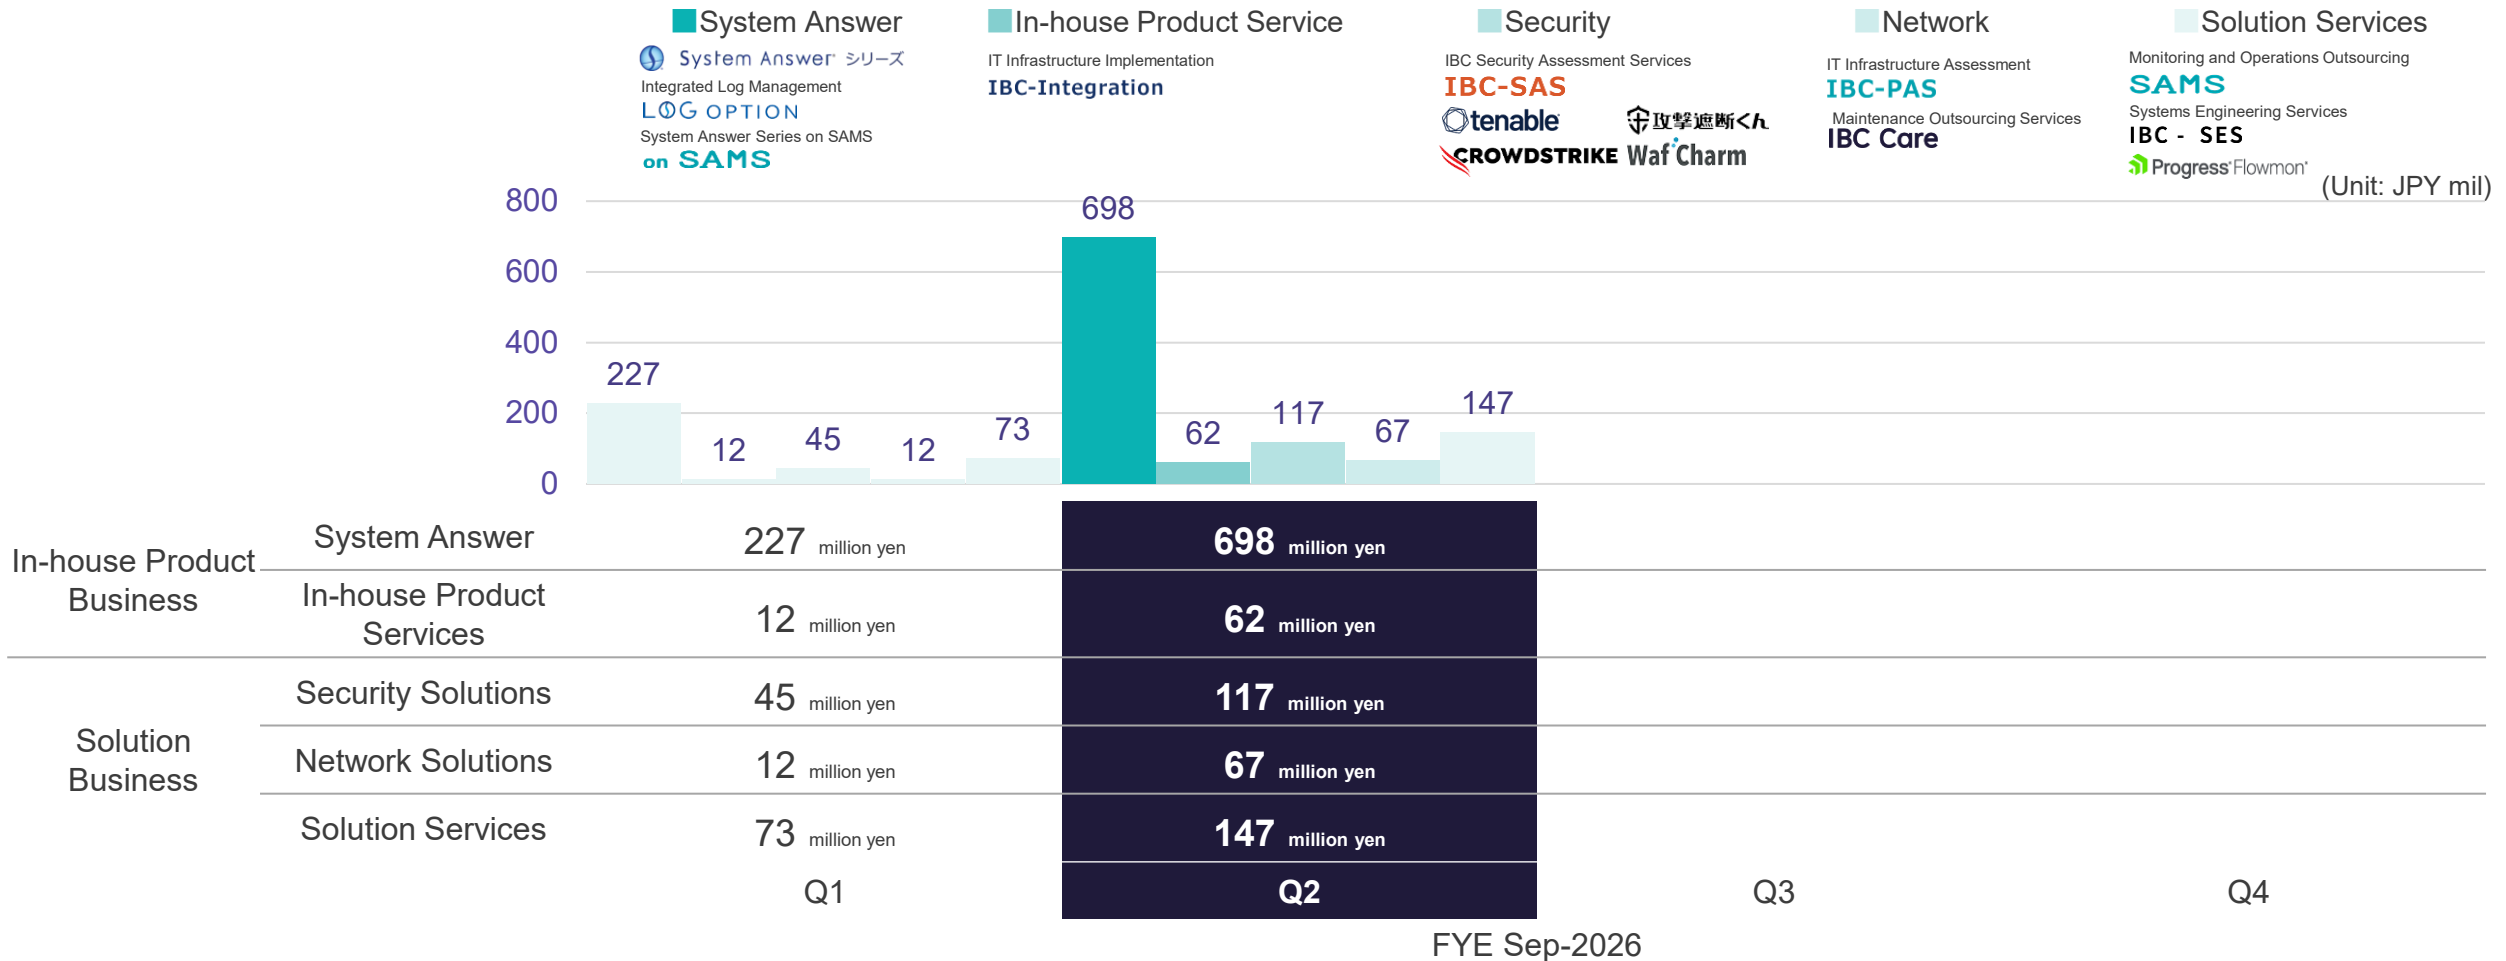 System Answer
In-house Product Service
Security
Network
Solution Services
System Answer シリーズ
Integrated Log Management
LOG OPTION
System Answer Series on SAMS
on SAMS
IT Infrastructure Implementation
IBC-Integration
IBC Security Assessment Services
IBC-SAS
tenable
攻撃遮断くん
CROWDSTRIKE
WafCharm
IT Infrastructure Assessment
IBC-PAS
Maintenance Outsourcing Services
IBC Care
Monitoring and Operations Outsourcing
SAMS
Systems Engineering Services
IBC - SES
Progress Flowmon
(Unit: JPY mil)
800
600
400
200
0
227
12
45
12
73
698
62
117
67
147
In-house Product
Business
System Answer
227 million yen
698 million yen
In-house Product
Services
12 million yen
62 million yen
Solution
Business
Security Solutions
45 million yen
117 million yen
Network Solutions
12 million yen
67 million yen
Solution Services
73 million yen
147 million yen
Q1
Q2
Q3
Q4
FYE Sep-2026